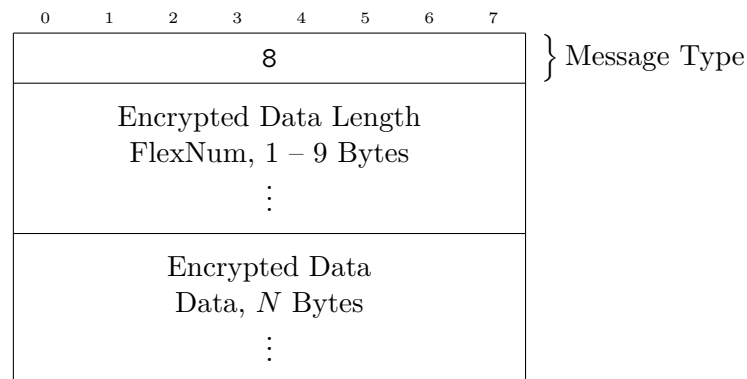 0 1 2 3 4 5 6 7
8 } Message Type
Encrypted Data Length
FlexNum, 1 – 9 Bytes
⋮
Encrypted Data
Data, N Bytes
⋮